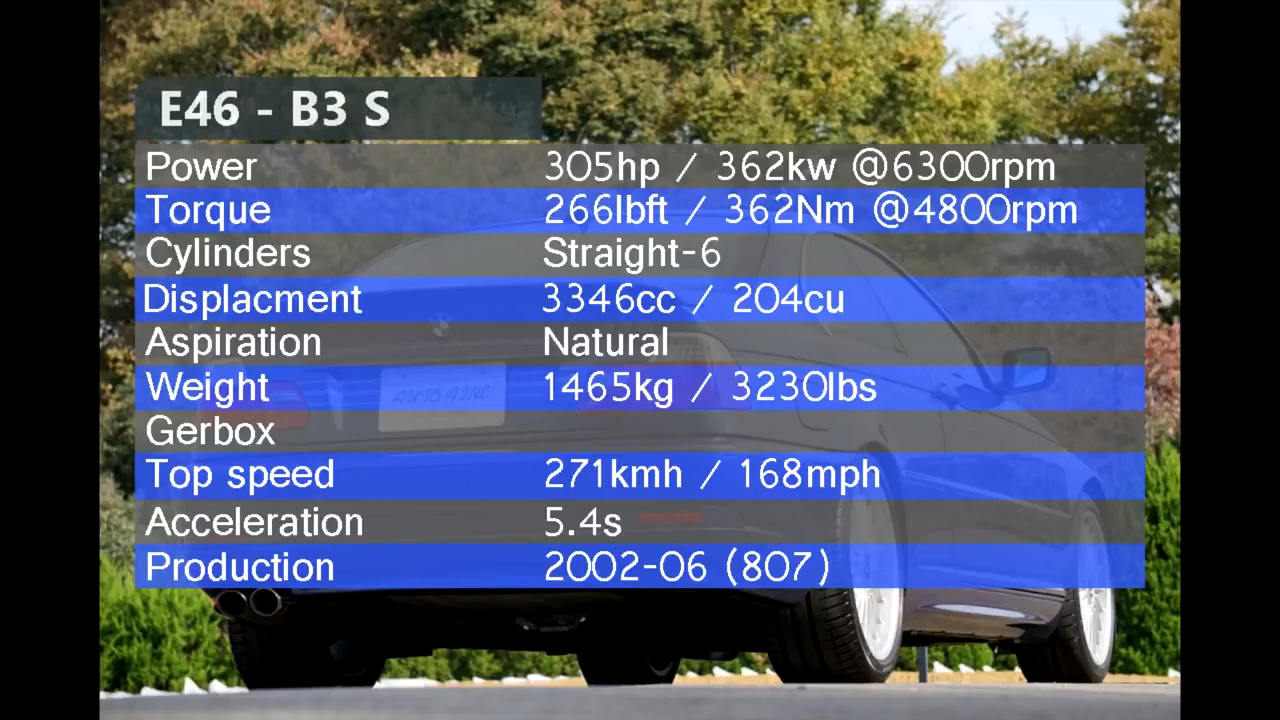 E46 - B3 S
Power 305hp / 362kw @6300rpm
Torque 266lbft / 362Nm @4800rpm
Cylinders Straight-6
Displacment 3346cc / 204cu
Aspiration Natural
Weight 1465kg / 3230lbs
Gerbox
Top speed 271kmh / 168mph
Acceleration 5.4s
Production 2002-06 (807)